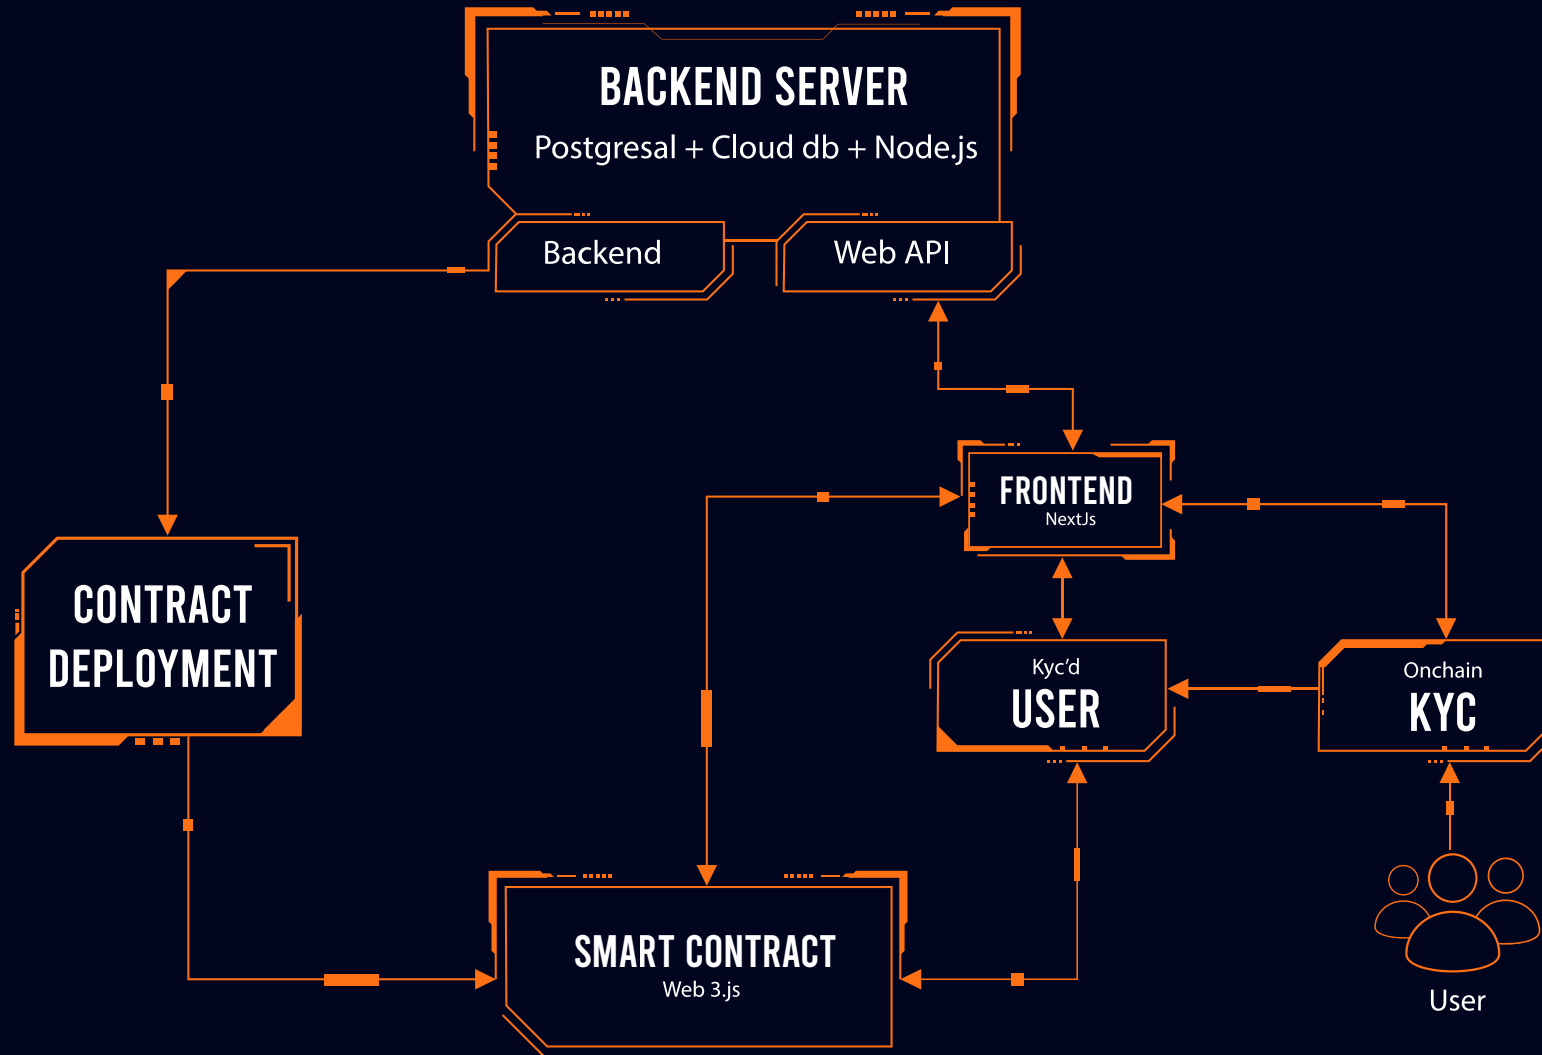 BACKEND SERVER
Postgresal + Cloud db + Node.js
Backend
Web API
FRONTEND
NextJs
CONTRACT
DEPLOYMENT
Kyc'd
USER
Onchain
KYC
SMART CONTRACT
Web 3.js
User